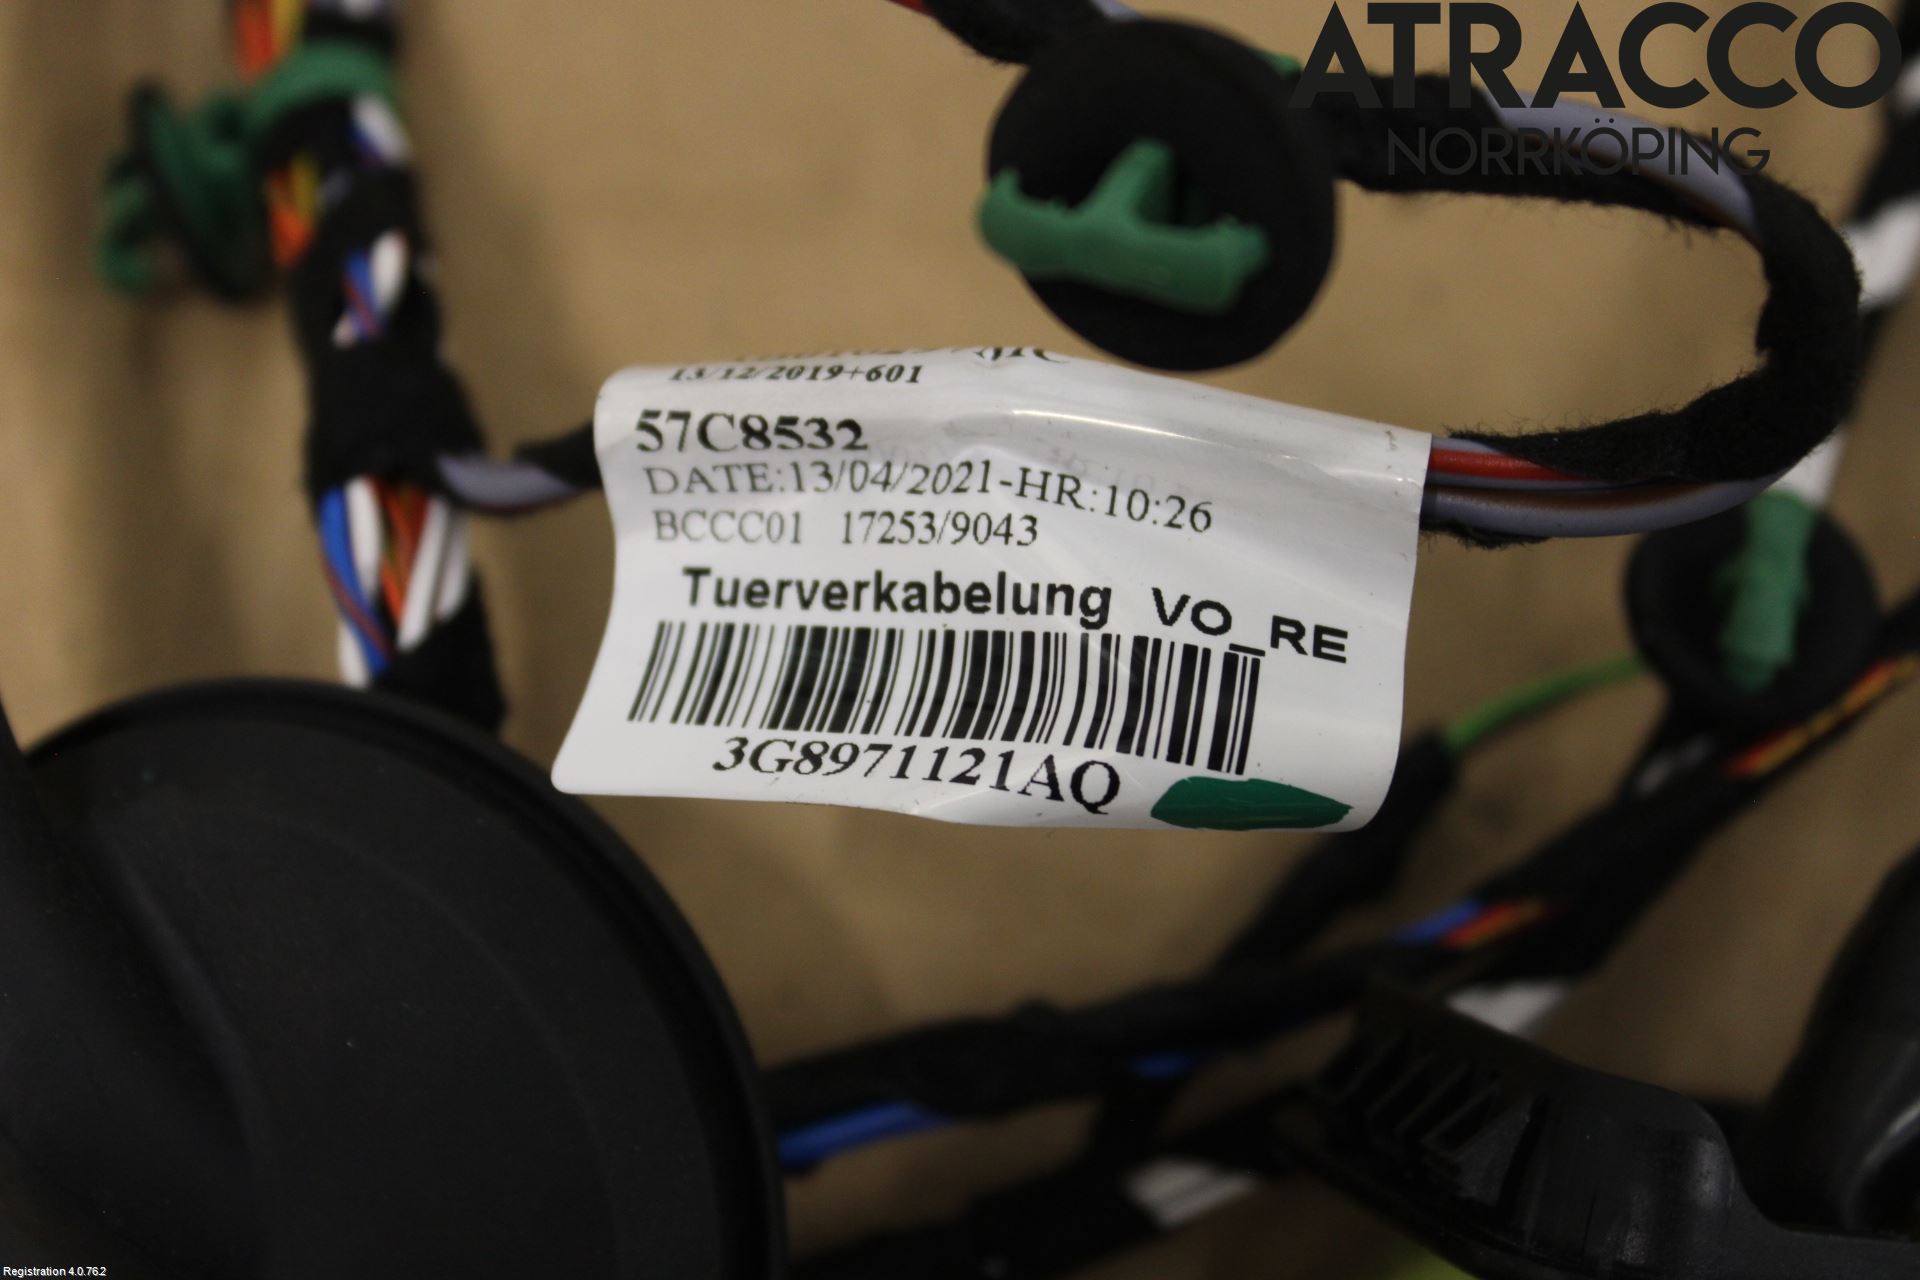 ATRACCO
NORRKÖPING
13/12/2019+601
57C8532
DATE:13/04/2021-HR:10:26
BCCC01 17253/9043
Tuerverkabelung VO_RE
3G8971121AQ
Registration 4.0.76.2